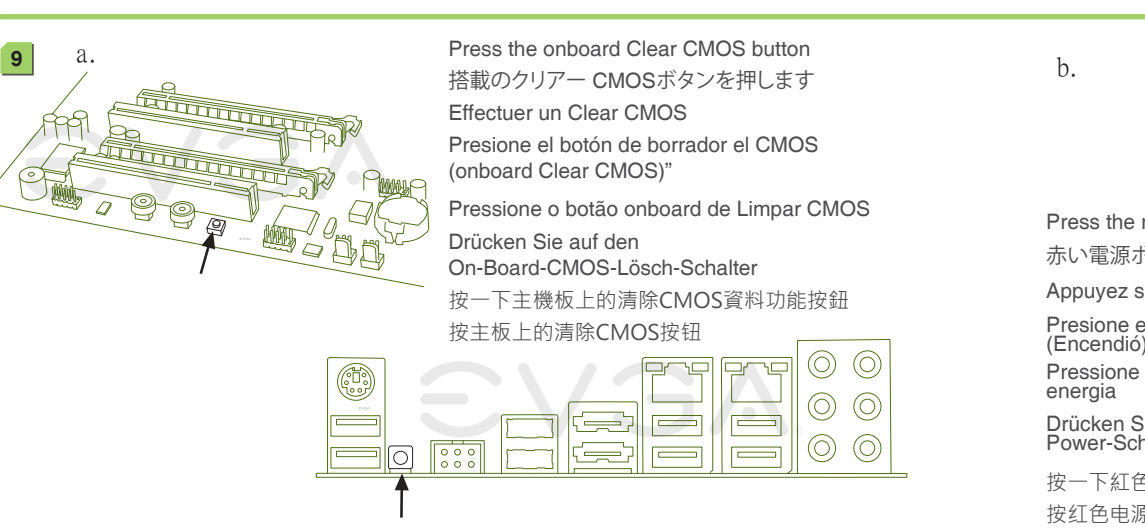 9
a.
Press the onboard Clear CMOS button
搭載のクリアー CMOSボタンを押します
Effectuer un Clear CMOS
Presione el botón de borrador el CMOS
(onboard Clear CMOS)”
Pressione o botão onboard de Limpar CMOS
Drücken Sie auf den
On-Board-CMOS-Lösch-Schalter
按一下主機板上的清除CMOS資料功能按鈕
按主板上的清除CMOS按钮
EVGA
EVGA
EVGA
b.
Press the
赤い電源ボ
Appuyez s
Presione e
(Encendió)
Pressione
energia
Drücken S
Power-Sch
按一下紅色
按红色电源